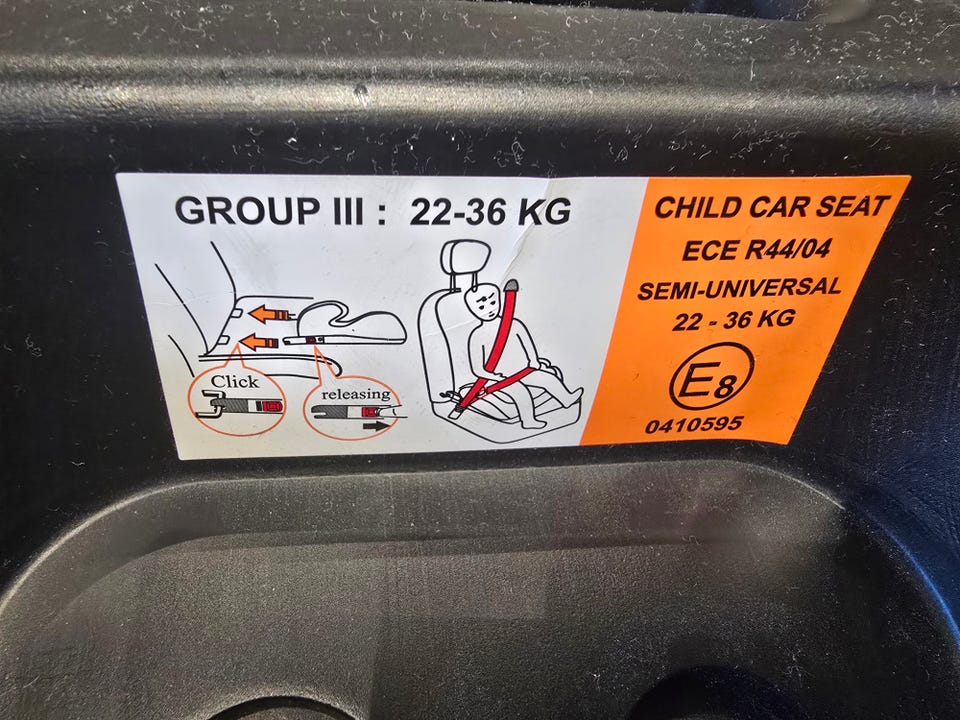 GROUP III : 22-36 KG
Click
releasing
CHILD CAR SEAT
ECE R44/04
SEMI-UNIVERSAL
22 - 36 KG
E8
0410595